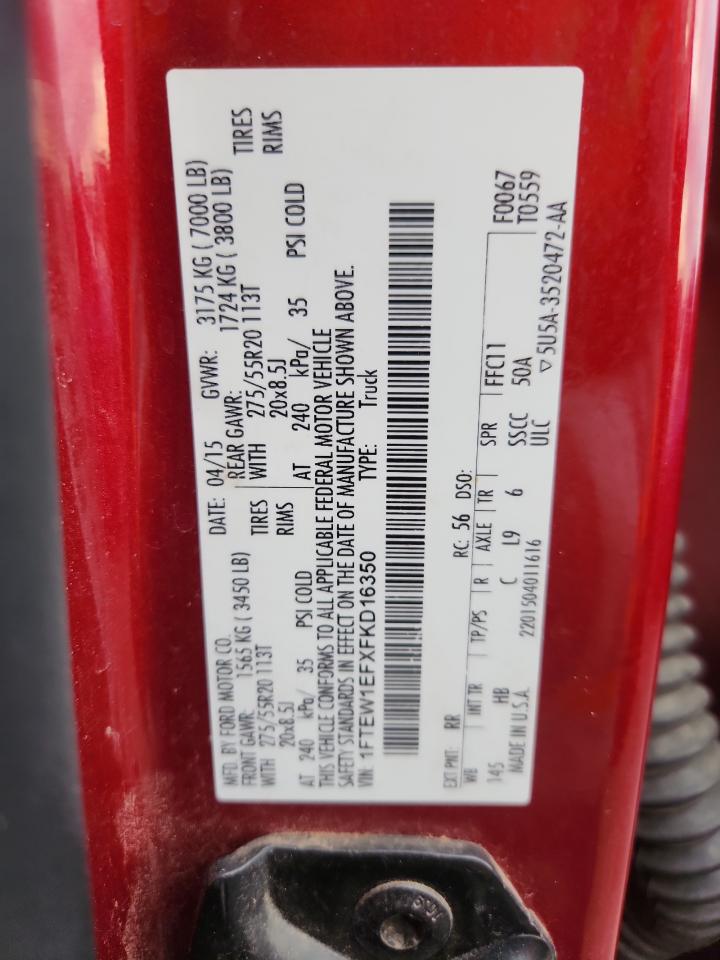 MFD. BY FORD MOTOR CO. DATE: 04/15 GVWR: 3175 KG ( 7000 LB)
FRONT GAWR: 1565 KG ( 3450 LB) REAR GAWR: 1724 KG ( 3800 LB)
WITH 275/55R20 113T TIRES WITH 275/55R20 113T TIRES
20x8.5J RIMS 20x8.5J RIMS
AT 240 kPa/ 35 PSI COLD AT 240 kPa/ 35 PSI COLD
THIS VEHICLE CONFORMS TO ALL APPLICABLE FEDERAL MOTOR VEHICLE
SAFETY STANDARDS IN EFFECT ON THE DATE OF MANUFACTURE SHOWN ABOVE.
VIN: 1FTEW1EFXFKD16350 TYPE: Truck
EXT PNT: RR RC: 56 DSO: F0067
WB INT TR TP/PS R AXLE TR SPR FFC11 T0559
145 HB C L9 6 SSCC 50A
MADE IN U.S.A. 2201504011616 ULC ▽5U5A-3520472-AA